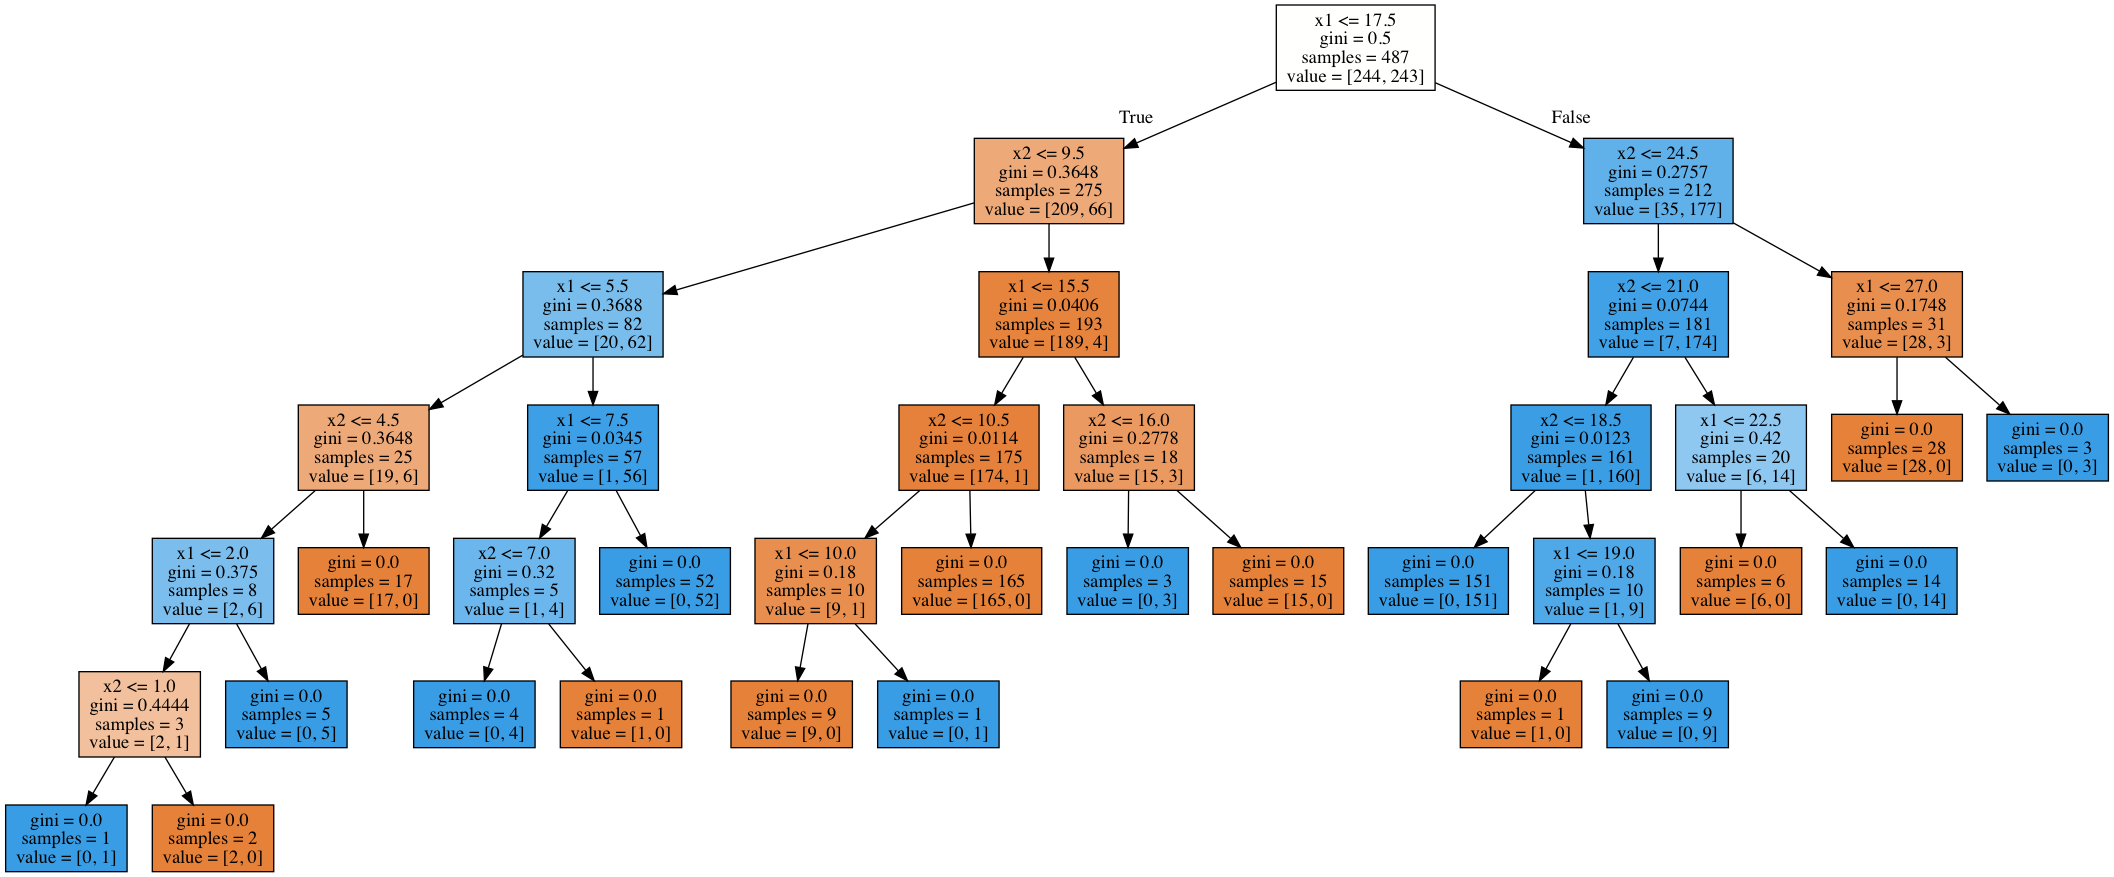 x1 <= 17.5
gini = 0.5
samples = 487
value = [244, 243]
True
False
x2 <= 9.5
gini = 0.3648
samples = 275
value = [209, 66]
x2 <= 24.5
gini = 0.2757
samples = 212
value = [35, 177]
x1 <= 5.5
gini = 0.3688
samples = 82
value = [20, 62]
x1 <= 15.5
gini = 0.0406
samples = 193
value = [189, 4]
x2 <= 21.0
gini = 0.0744
samples = 181
value = [7, 174]
x1 <= 27.0
gini = 0.1748
samples = 31
value = [28, 3]
x2 <= 4.5
gini = 0.3648
samples = 25
value = [19, 6]
x1 <= 7.5
gini = 0.0345
samples = 57
value = [1, 56]
x2 <= 10.5
gini = 0.0114
samples = 175
value = [174, 1]
x2 <= 16.0
gini = 0.2778
samples = 18
value = [15, 3]
x2 <= 18.5
gini = 0.0123
samples = 161
value = [1, 160]
x1 <= 22.5
gini = 0.42
samples = 20
value = [6, 14]
gini = 0.0
samples = 28
value = [28, 0]
gini = 0.0
samples = 3
value = [0, 3]
x1 <= 2.0
gini = 0.375
samples = 8
value = [2, 6]
gini = 0.0
samples = 17
value = [17, 0]
x2 <= 7.0
gini = 0.32
samples = 5
value = [1, 4]
gini = 0.0
samples = 52
value = [0, 52]
x1 <= 10.0
gini = 0.18
samples = 10
value = [9, 1]
gini = 0.0
samples = 165
value = [165, 0]
gini = 0.0
samples = 3
value = [0, 3]
gini = 0.0
samples = 15
value = [15, 0]
gini = 0.0
samples = 151
value = [0, 151]
x1 <= 19.0
gini = 0.18
samples = 10
value = [1, 9]
gini = 0.0
samples = 6
value = [6, 0]
gini = 0.0
samples = 14
value = [0, 14]
x2 <= 1.0
gini = 0.4444
samples = 3
value = [2, 1]
gini = 0.0
samples = 5
value = [0, 5]
gini = 0.0
samples = 4
value = [0, 4]
gini = 0.0
samples = 1
value = [1, 0]
gini = 0.0
samples = 9
value = [9, 0]
gini = 0.0
samples = 1
value = [0, 1]
gini = 0.0
samples = 1
value = [1, 0]
gini = 0.0
samples = 9
value = [0, 9]
gini = 0.0
samples = 1
value = [0, 1]
gini = 0.0
samples = 2
value = [2, 0]